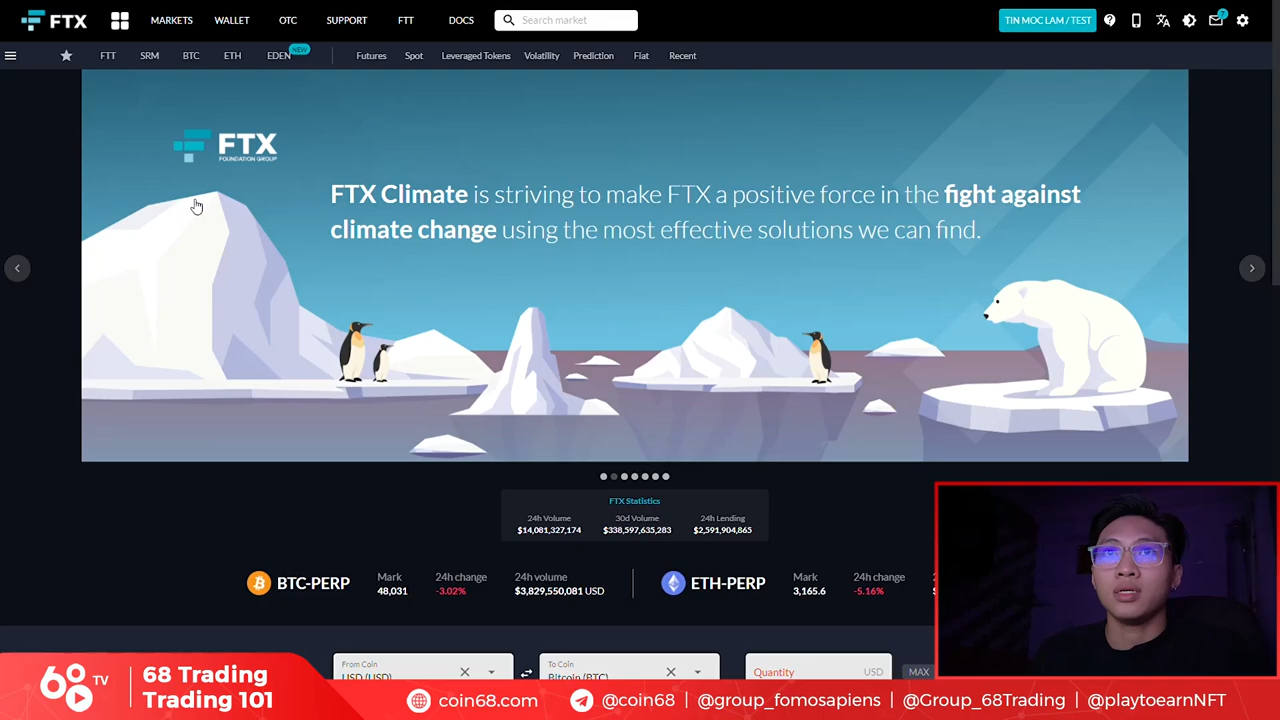 FTX
MARKETS WALLET OTC SUPPORT FTT DOCS Search market TIN MOC LAM / TEST 7
FTT SRM BTC ETH EDEN NEW Futures Spot Leveraged Tokens Volatility Prediction Fiat Recent
FTX
FOUNDATION GROUP
FTX Climate is striving to make FTX a positive force in the fight against
climate change using the most effective solutions we can find.
FTX Statistics
24h Volume 30d Volume 24h Lending
$14,081,327,174 $338,597,635,283 $2,591,904,865
BTC-PERP
Mark 24h change 24h volume
48,031 -3.02% $3,829,550,081 USD
ETH-PERP
Mark 24h change
3,165.6 -5.16%
From Coin
USD (USD)
To Coin
Bitcoin (BTC)
Quantity USD MAX
68 TV
68 Trading
Trading 101
coin68.com @coin68 | @group_fomosapiens | @Group_68Trading | @playtoearnNFT